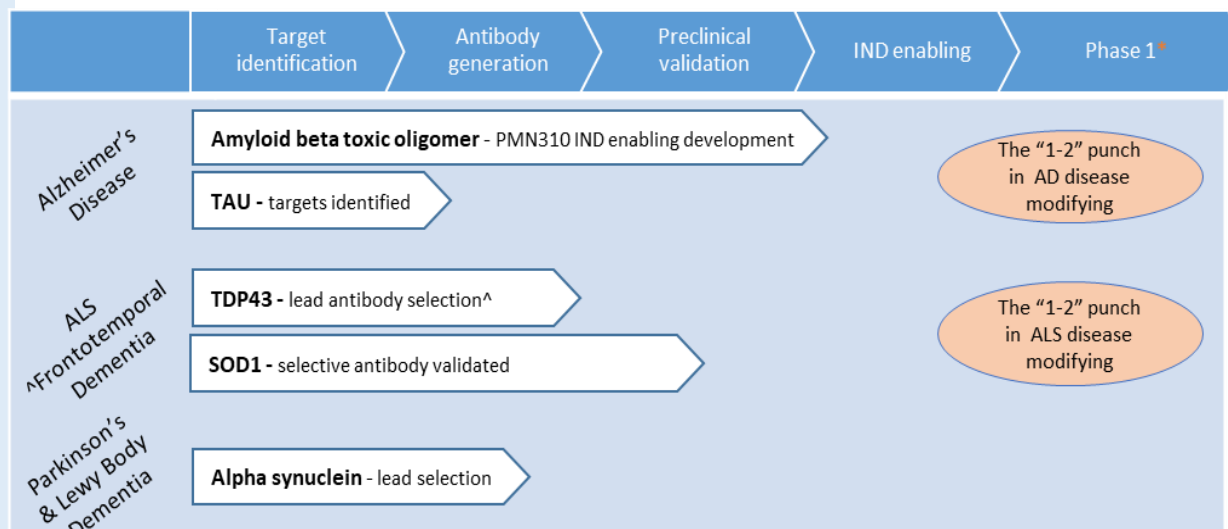 Target
identification
Antibody
generation
Preclinical
validation
IND enabling
Phase 1*
Alzheimer’s
Disease
Amyloid beta toxic oligomer - PMN310 IND enabling development
TAU - targets identified
The “1-2” punch
in AD disease
modifying
ALS
^Frontotemporal
Dementia
TDP43 - lead antibody selection^
SOD1 - selective antibody validated
The “1-2” punch
in ALS disease
modifying
Parkinson’s
& Lewy Body
Dementia
Alpha synuclein - lead selection